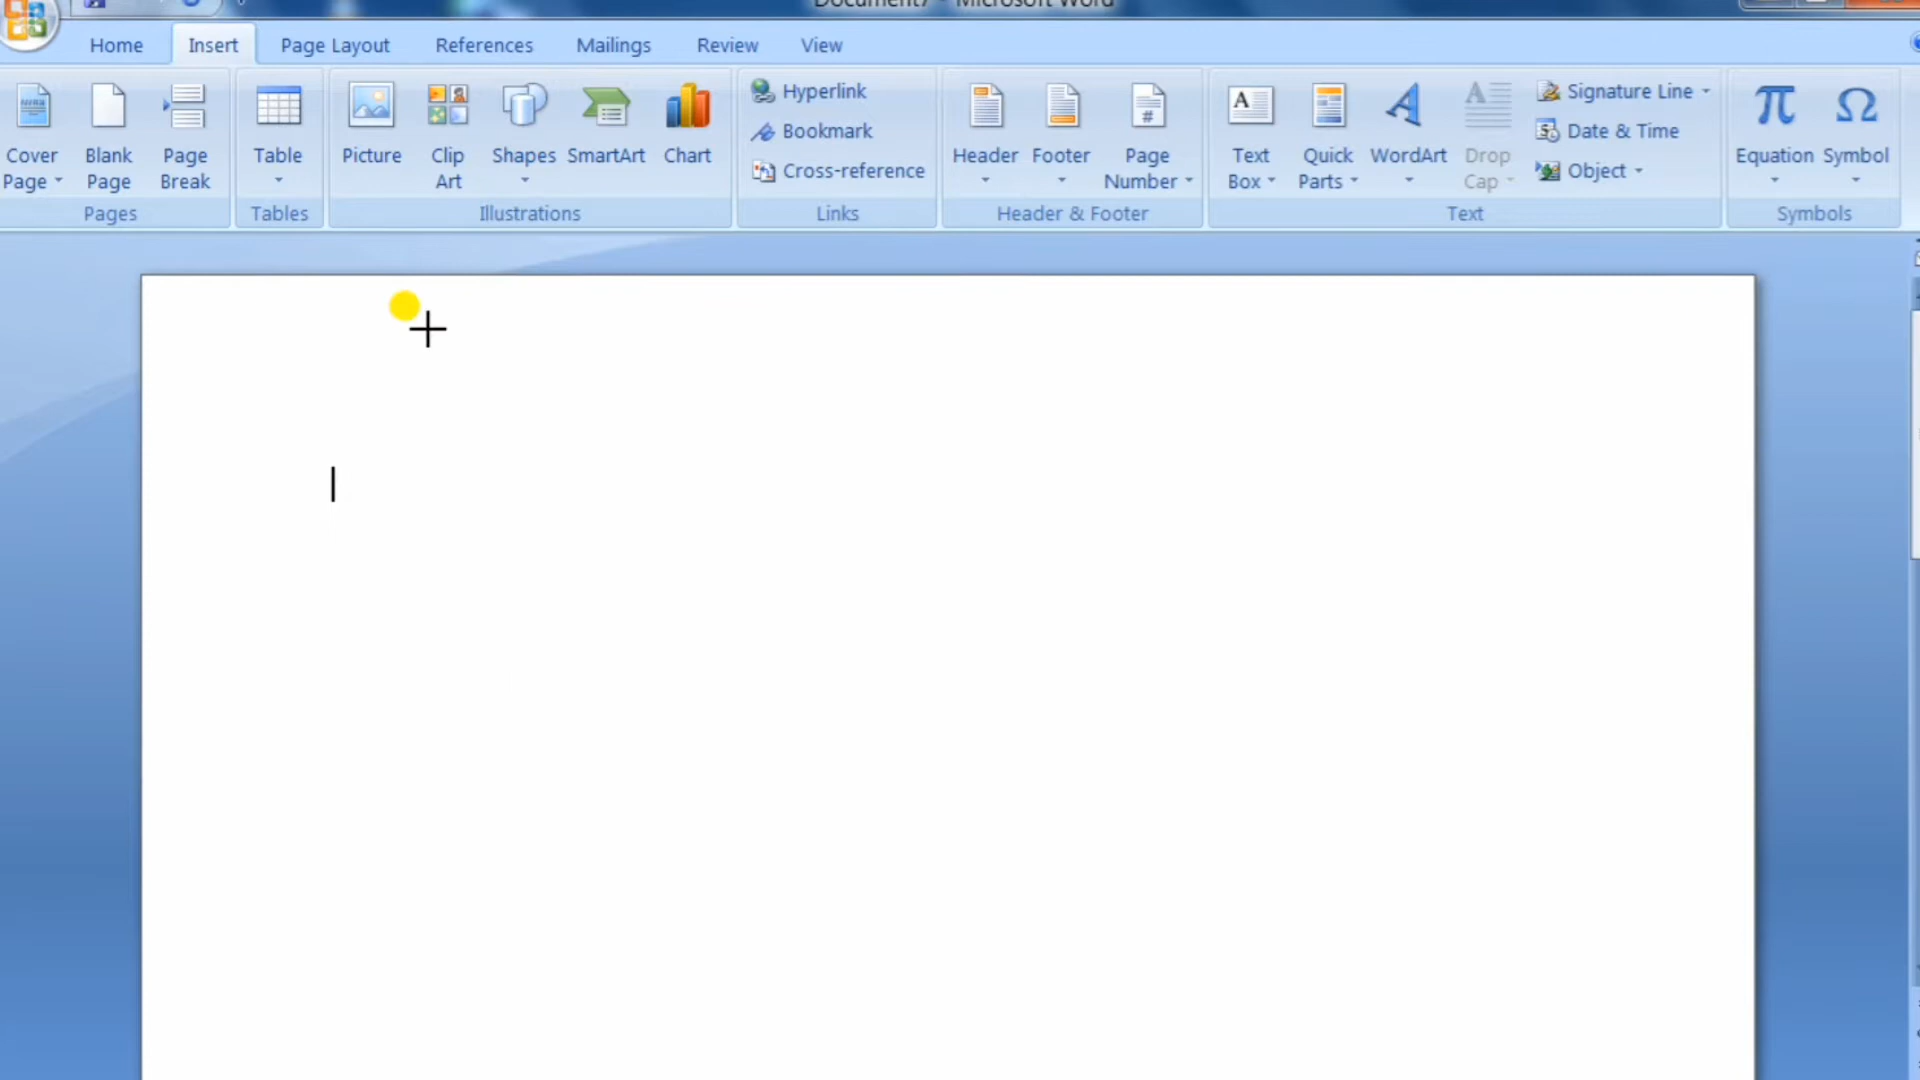 Document7 - Microsoft Word
Home Insert Page Layout References Mailings Review View
Cover Page
Blank Page
Page Break
Pages
Table
Tables
Picture
Clip Art
Shapes
SmartArt
Chart
Illustrations
Hyperlink
Bookmark
Cross-reference
Links
Header
Footer
Page Number
Header & Footer
Text Box
Quick Parts
WordArt
Drop Cap
Signature Line
Date & Time
Object
Text
Equation
Symbol
Symbols